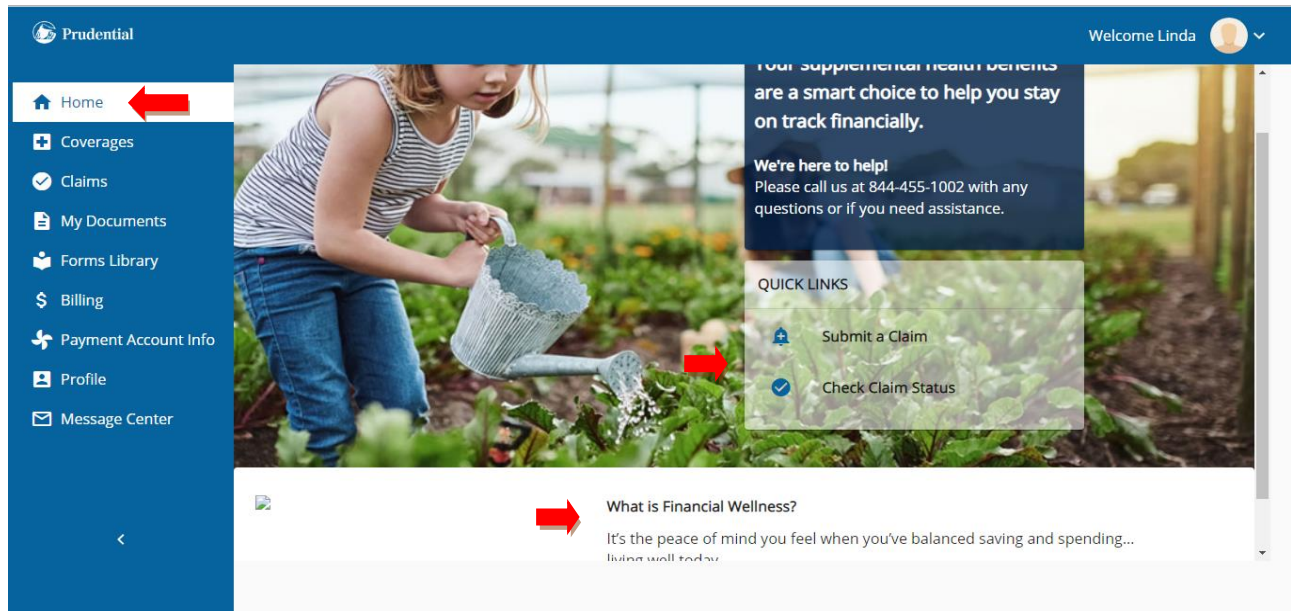 Prudential
Welcome Linda
Home
Coverages
Claims
My Documents
Forms Library
$ Billing
Payment Account Info
Profile
Message Center
Your supplemental health benefits
are a smart choice to help you stay
on track financially.
We're here to help!
Please call us at 844-455-1002 with any
questions or if you need assistance.
QUICK LINKS
Submit a Claim
Check Claim Status
What is Financial Wellness?
It's the peace of mind you feel when you've balanced saving and spending...
living well today